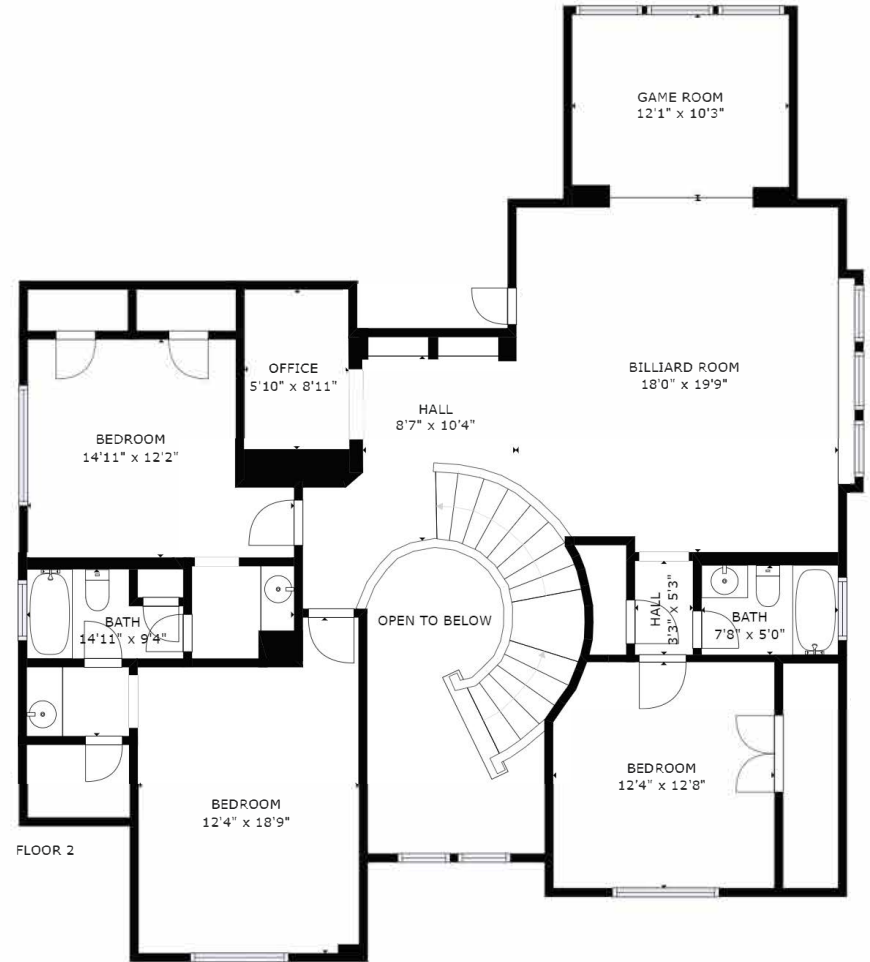 GAME ROOM
12'1" x 10'3"
OFFICE
5'10" x 8'11"
BILLIARD ROOM
18'0" x 19'9"
HALL
8'7" x 10'4"
BEDROOM
14'11" x 12'2"
BATH
14'11" x 9'4"
OPEN TO BELOW
HALL
3'3" x 5'3"
BATH
7'8" x 5'0"
BEDROOM
12'4" x 12'8"
BEDROOM
12'4" x 18'9"
FLOOR 2